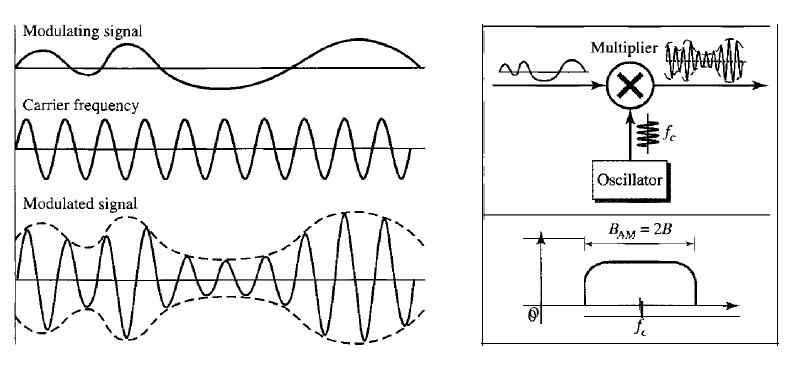 Modulating signal
Carrier frequency
Modulated signal
Multiplier
f_c
Oscillator
B_AM = 2B
0
f_c